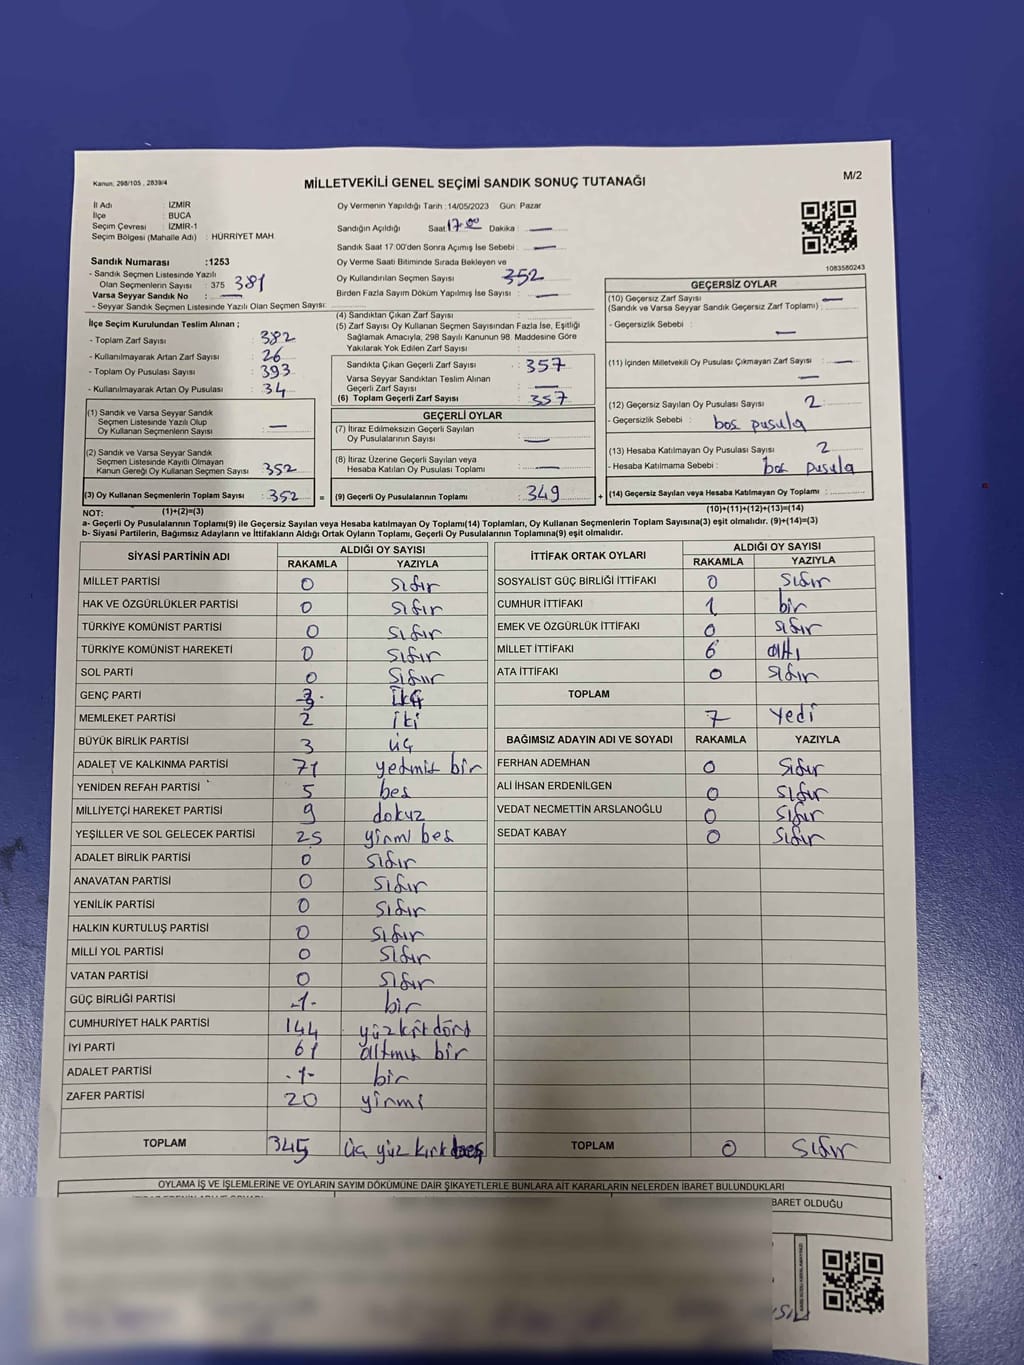 Kanun: 298/105 , 2839/4
MİLLETVEKİLİ GENEL SEÇİMİ SANDIK SONUÇ TUTANAĞI
M/2
İl Adı : İZMİR
İlçe : BUCA
Seçim Çevresi : İZMİR-1
Seçim Bölgesi (Mahalle Adı) : HÜRRİYET MAH.
Oy Vermenin Yapıldığı Tarih :14/05/2023 Gün: Pazar
Sandığın Açıldığı Saat: 17.00 Dakika : —
Sandık Saat 17:00'den Sonra Açımış İse Sebebi : —
Oy Verme Saati Bitiminde Sırada Bekleyen ve
Oy Kullandırılan Seçmen Sayısı 352
Birden Fazla Sayım Döküm Yapılmış İse Sayısı : —
1083580243
Sandık Numarası :1253
- Sandık Seçmen Listesinde Yazılı
Olan Seçmenlerin Sayısı : 375 381
Varsa Seyyar Sandık No : —
- Seyyar Sandık Seçmen Listesinde Yazılı Olan Seçmen Sayısı:
İlçe Seçim Kurulundan Teslim Alınan ;
- Toplam Zarf Sayısı : 382
- Kullanılmayarak Artan Zarf Sayısı : 26
- Toplam Oy Pusulası Sayısı : 393
- Kullanılmayarak Artan Oy Pusulası : 34
(1) Sandık ve Varsa Seyyar Sandık
Seçmen Listesinde Yazılı Olup
Oy Kullanan Seçmenlerin Sayısı : —
(2) Sandık ve Varsa Seyyar Sandık
Seçmen Listesinde Kayıtlı Olmayan
Kanun Gereği Oy Kullanan Seçmen Sayısı : 352
(3) Oy Kullanan Seçmenlerin Toplam Sayısı : 352 =
(1)+(2)=(3)
(4) Sandıktan Çıkan Zarf Sayısı :
(5) Zarf Sayısı Oy Kullanan Seçmen Sayısından Fazla İse, Eşitliği
Sağlamak Amacıyla, 298 Sayılı Kanunun 98. Maddesine Göre
Yakılarak Yok Edilen Zarf Sayısı :
Sandıkta Çıkan Geçerli Zarf Sayısı : 357
Varsa Seyyar Sandıktan Teslim Alınan
Geçerli Zarf Sayısı : —
(6) Toplam Geçerli Zarf Sayısı : 357
GEÇERLİ OYLAR
(7) İtiraz Edilmeksizin Geçerli Sayılan
Oy Pusulalarının Sayısı : —
(8) İtiraz Üzerine Geçerli Sayılan veya
Hesaba Katılan Oy Pusulası Toplamı : —
(9) Geçerli Oy Pusulalarının Toplamı : 349 +
GEÇERSİZ OYLAR
(10) Geçersiz Zarf Sayısı : —
(Sandık ve Varsa Seyyar Sandık Geçersiz Zarf Toplamı)
- Geçersizlik Sebebi : —
(11) İçinden Milletvekili Oy Pusulası Çıkmayan Zarf Sayısı : —
—
(12) Geçersiz Sayılan Oy Pusulası Sayısı : 2
- Geçersizlik Sebebi : boş pusula
(13) Hesaba Katılmayan Oy Pusulası Sayısı : 2
- Hesaba Katılmama Sebebi : boş pusula
(14) Geçersiz Sayılan veya Hesaba Katılmayan Oy Toplamı :
(10)+(11)+(12)+(13)=(14)
NOT:
a- Geçerli Oy Pusulalarının Toplamı(9) ile Geçersiz Sayılan veya Hesaba katılmayan Oy Toplamı(14) Toplamları, Oy Kullanan Seçmenlerin Toplam Sayısına(3) eşit olmalıdır. (9)+(14)=(3)
b- Siyasi Partilerin, Bağımsız Adayların ve İttifakların Aldığı Ortak Oyların Toplamı, Geçerli Oy Pusulalarının Toplamına(9) eşit olmalıdır.
SİYASİ PARTİNİN ADI ALDIĞI OY SAYISI
RAKAMLA YAZIYLA
MİLLET PARTİSİ 0 sıfır
HAK VE ÖZGÜRLÜKLER PARTİSİ 0 sıfır
TÜRKİYE KOMÜNİST PARTİSİ 0 sıfır
TÜRKİYE KOMÜNİST HAREKETİ 0 sıfır
SOL PARTİ 0 sıfır
GENÇ PARTİ
MEMLEKET PARTİSİ 2 iki
BÜYÜK BİRLİK PARTİSİ 3 üç
ADALET VE KALKINMA PARTİSİ 71 yetmiş bir
YENİDEN REFAH PARTİSİ 5 beş
MİLLİYETÇİ HAREKET PARTİSİ 9 dokuz
YEŞİLLER VE SOL GELECEK PARTİSİ 25 yirmi beş
ADALET BİRLİK PARTİSİ 0 sıfır
ANAVATAN PARTİSİ 0 sıfır
YENİLİK PARTİSİ 0 sıfır
HALKIN KURTULUŞ PARTİSİ 0 sıfır
MİLLİ YOL PARTİSİ 0 sıfır
VATAN PARTİSİ 0 sıfır
GÜÇ BİRLİĞİ PARTİSİ -1- bir
CUMHURİYET HALK PARTİSİ 144 yüz kırk dörd
İYİ PARTİ 61 altmış bir
ADALET PARTİSİ -1- bir
ZAFER PARTİSİ 20 yirmi
TOPLAM 345 üç yüz kırk beş
İTTİFAK ORTAK OYLARI ALDIĞI OY SAYISI
RAKAMLA YAZIYLA
SOSYALİST GÜÇ BİRLİĞİ İTTİFAKI 0 sıfır
CUMHUR İTTİFAKI 1 bir
EMEK VE ÖZGÜRLÜK İTTİFAKI 0 sıfır
MİLLET İTTİFAKI 6 altı
ATA İTTİFAKI 0 sıfır
TOPLAM
7 yedi
BAĞIMSIZ ADAYIN ADI VE SOYADI RAKAMLA YAZIYLA
FERHAN ADEMHAN 0 sıfır
ALİ İHSAN ERDENİLGEN 0 sıfır
VEDAT NECMETTİN ARSLANOĞLU 0 sıfır
SEDAT KABAY 0 sıfır
TOPLAM 0 sıfır
OYLAMA İŞ VE İŞLEMLERİNE VE OYLARIN SAYIM DÖKÜMÜNE DAİR ŞİKAYETLERLE BUNLARA AİT KARARLARIN NELERDEN İBARET BULUNDUKLARI
BARET OLDUĞU